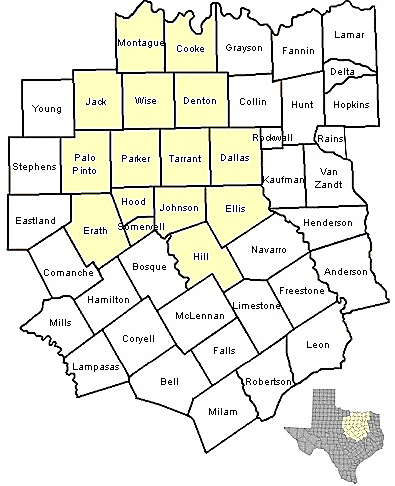 Lamar
Montague
Cooke
Grayson
Fannin
Delta
Jack
Wise
Denton
Collin
Hunt
Hopkins
Young
Rockwall
Rains
Stephens
Palo
Pinto
Parker
Tarrant
Dallas
Kaufman
Van
Zandt
Hood
Johnson
Ellis
Eastland
Erath
Somervell
Henderson
Hill
Navarro
Bosque
Comanche
Anderson
Freestone
Hamilton
Limestone
McLennan
Mills
Coryell
Leon
Falls
Lampasas
Bell
Robertson
Milam